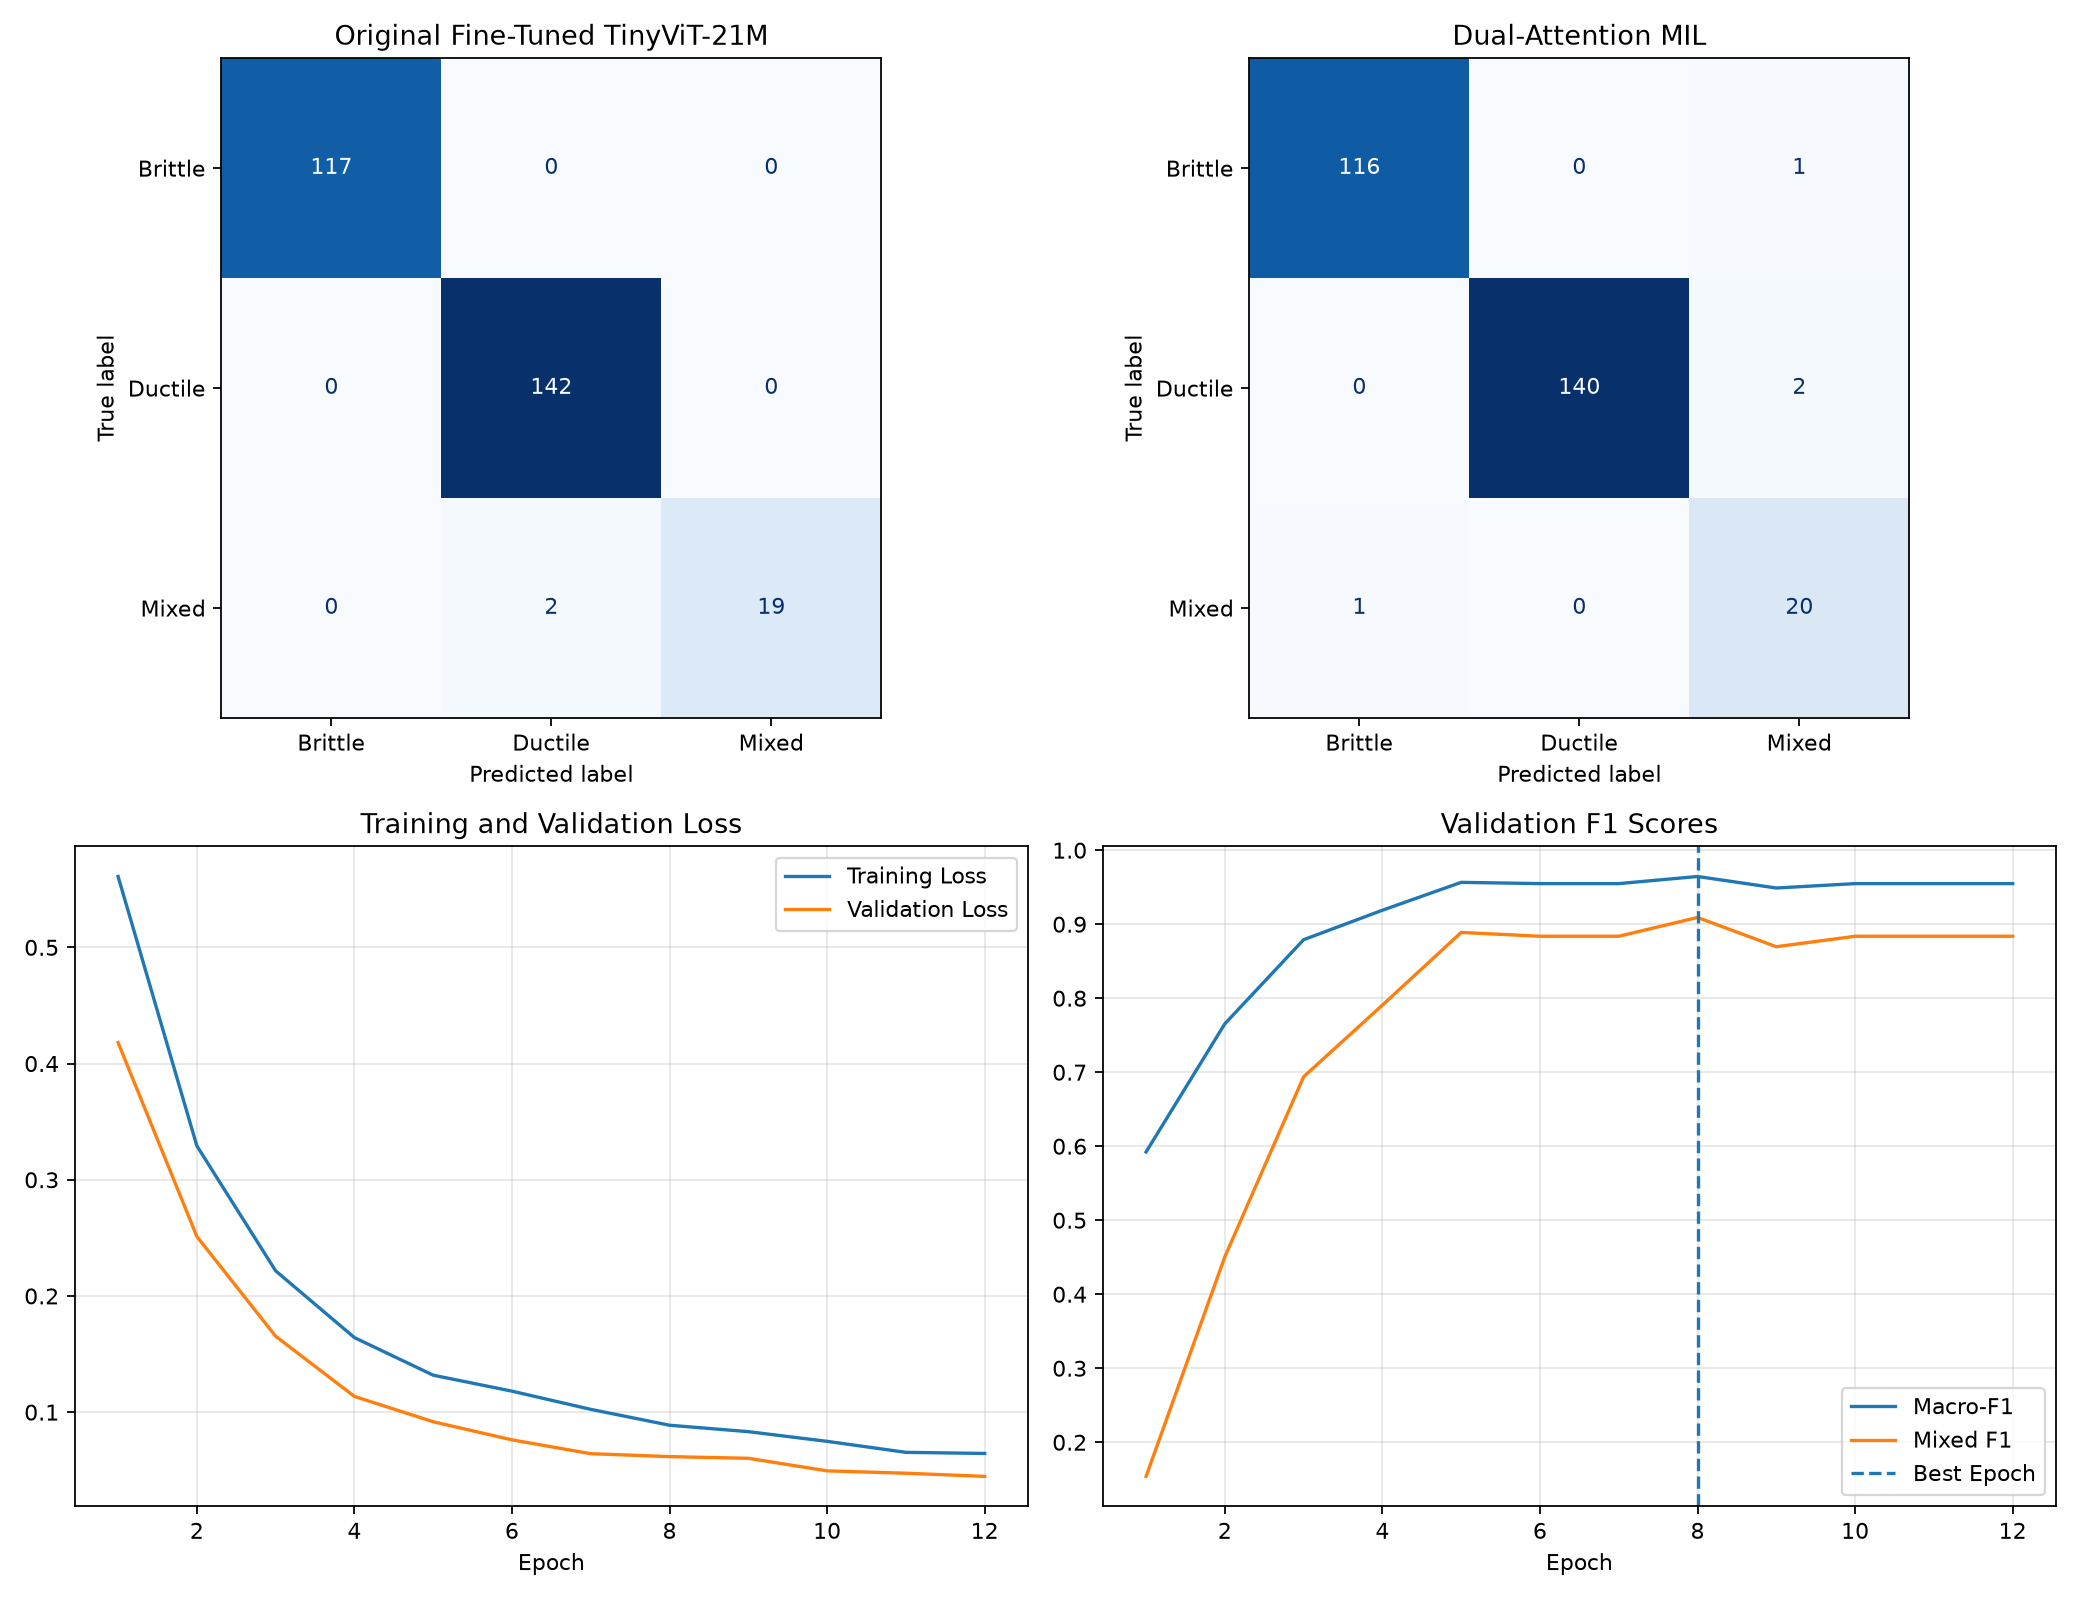 Original Fine-Tuned TinyViT-21M
Brittle
117
0
0
Ductile
0
142
0
Mixed
0
2
19
True label
Brittle
Ductile
Mixed
Predicted label
Dual-Attention MIL
Brittle
116
0
1
Ductile
0
140
2
Mixed
1
0
20
True label
Brittle
Ductile
Mixed
Predicted label
Training and Validation Loss
Training Loss
Validation Loss
0.5
0.4
0.3
0.2
0.1
2
4
6
8
10
12
Epoch
Validation F1 Scores
1.0
0.9
0.8
0.7
0.6
0.5
0.4
0.3
0.2
Macro-F1
Mixed F1
Best Epoch
2
4
6
8
10
12
Epoch